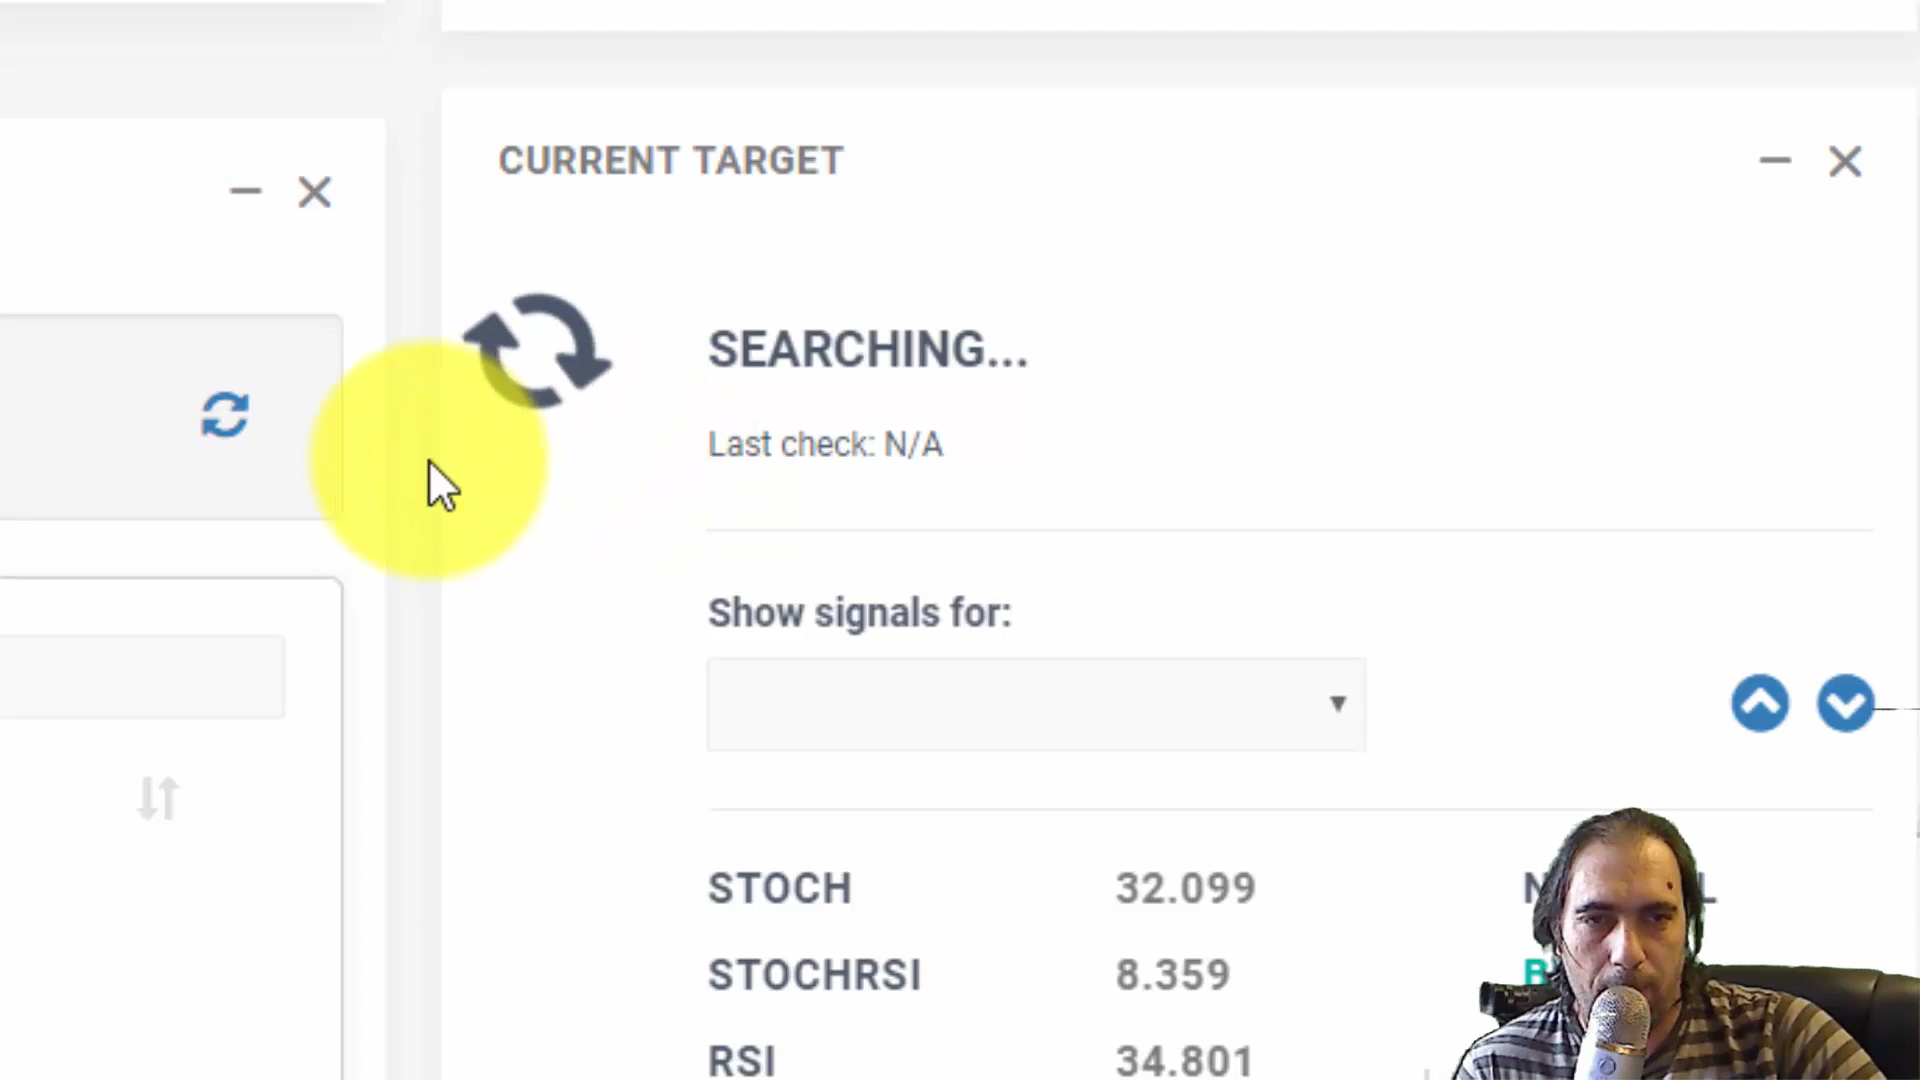 CURRENT TARGET
SEARCHING...
Last check: N/A
Show signals for:
STOCH 32.099
STOCHRSI 8.359
RSI 34.801